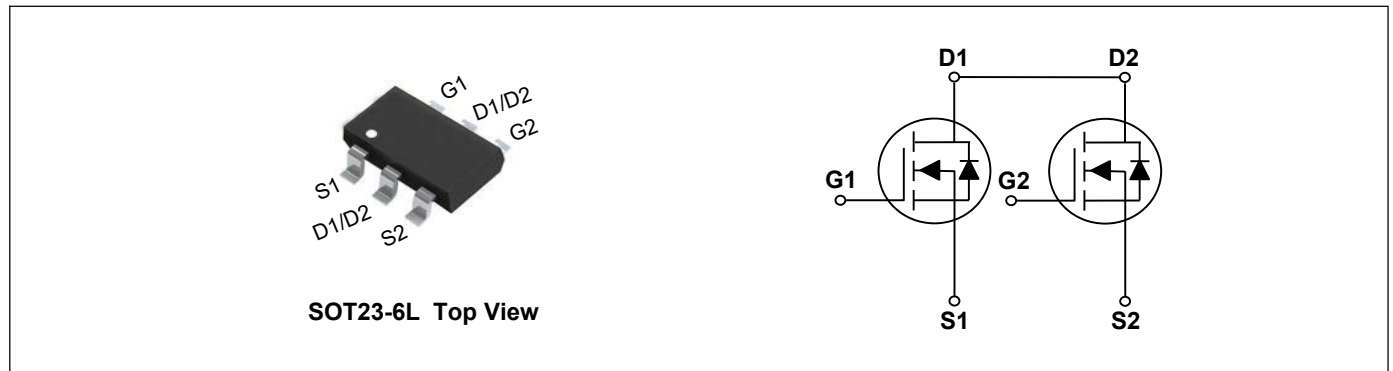 G1
D1/D2
G2
S1
D1/D2
S2
SOT23-6L Top View
D1
D2
G1
G2
S1
S2